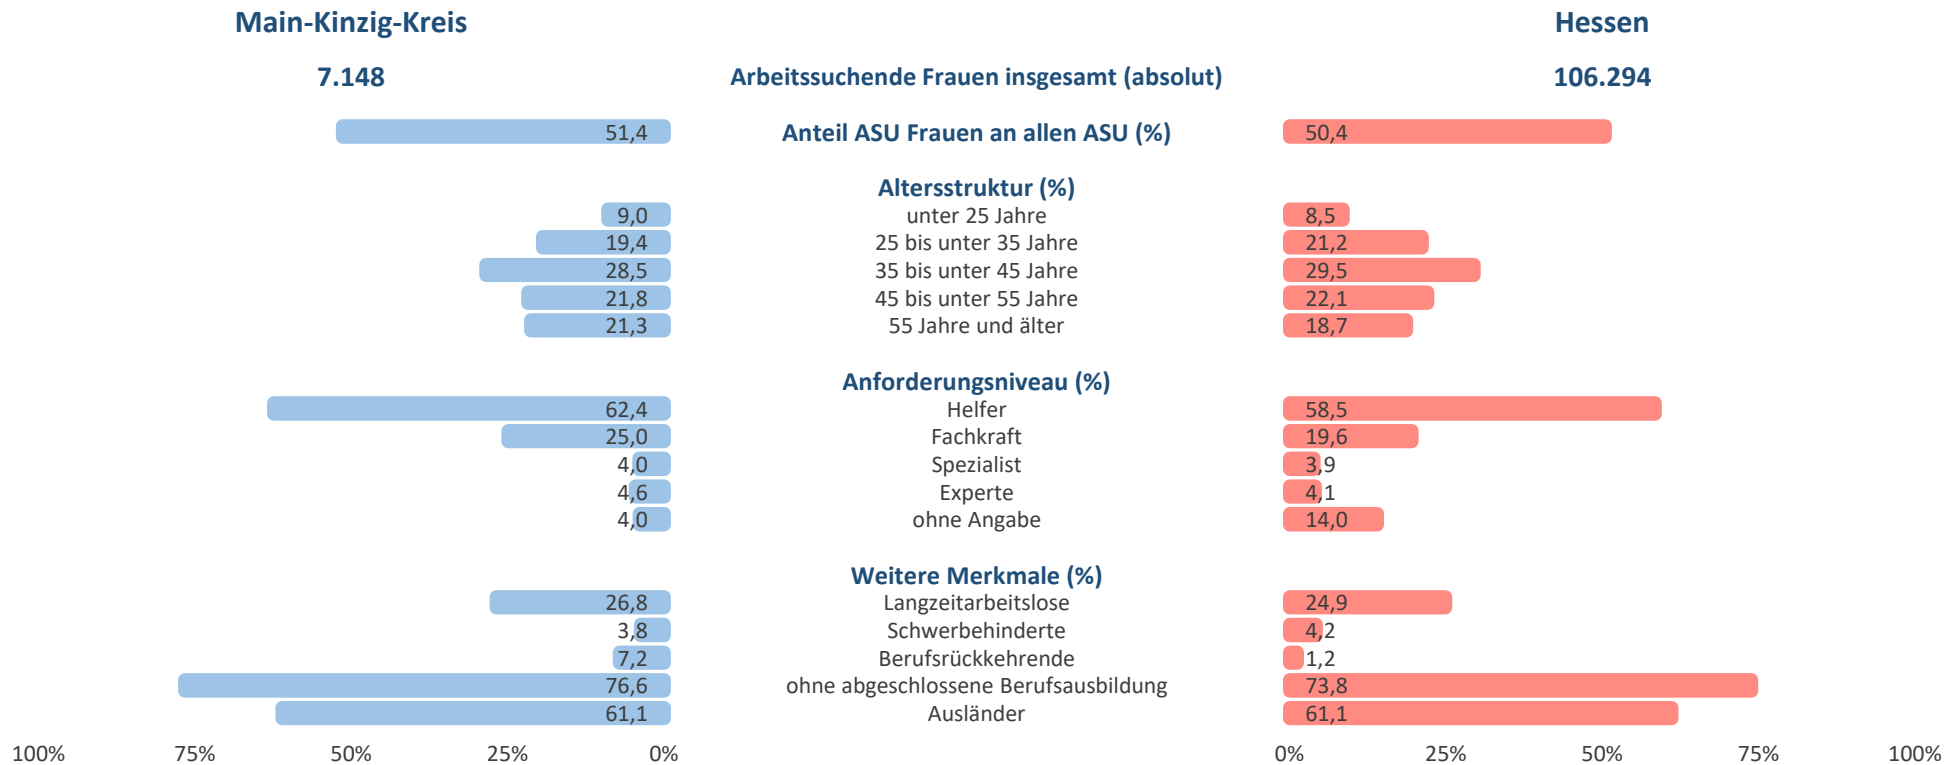 Main-Kinzig-Kreis Hessen
7.148 Arbeitssuchende Frauen insgesamt (absolut) 106.294
51,4 Anteil ASU Frauen an allen ASU (%) 50,4
Altersstruktur (%)
9,0 unter 25 Jahre 8,5
19,4 25 bis unter 35 Jahre 21,2
28,5 35 bis unter 45 Jahre 29,5
21,8 45 bis unter 55 Jahre 22,1
21,3 55 Jahre und älter 18,7
Anforderungsniveau (%)
62,4 Helfer 58,5
25,0 Fachkraft 19,6
4,0 Spezialist 3,9
4,6 Experte 4,1
4,0 ohne Angabe 14,0
Weitere Merkmale (%)
26,8 Langzeitarbeitslose 24,9
3,8 Schwerbehinderte 4,2
7,2 Berufsrückkehrende 1,2
76,6 ohne abgeschlossene Berufsausbildung 73,8
61,1 Ausländer 61,1
100% 75% 50% 25% 0% 0% 25% 50% 75% 100%